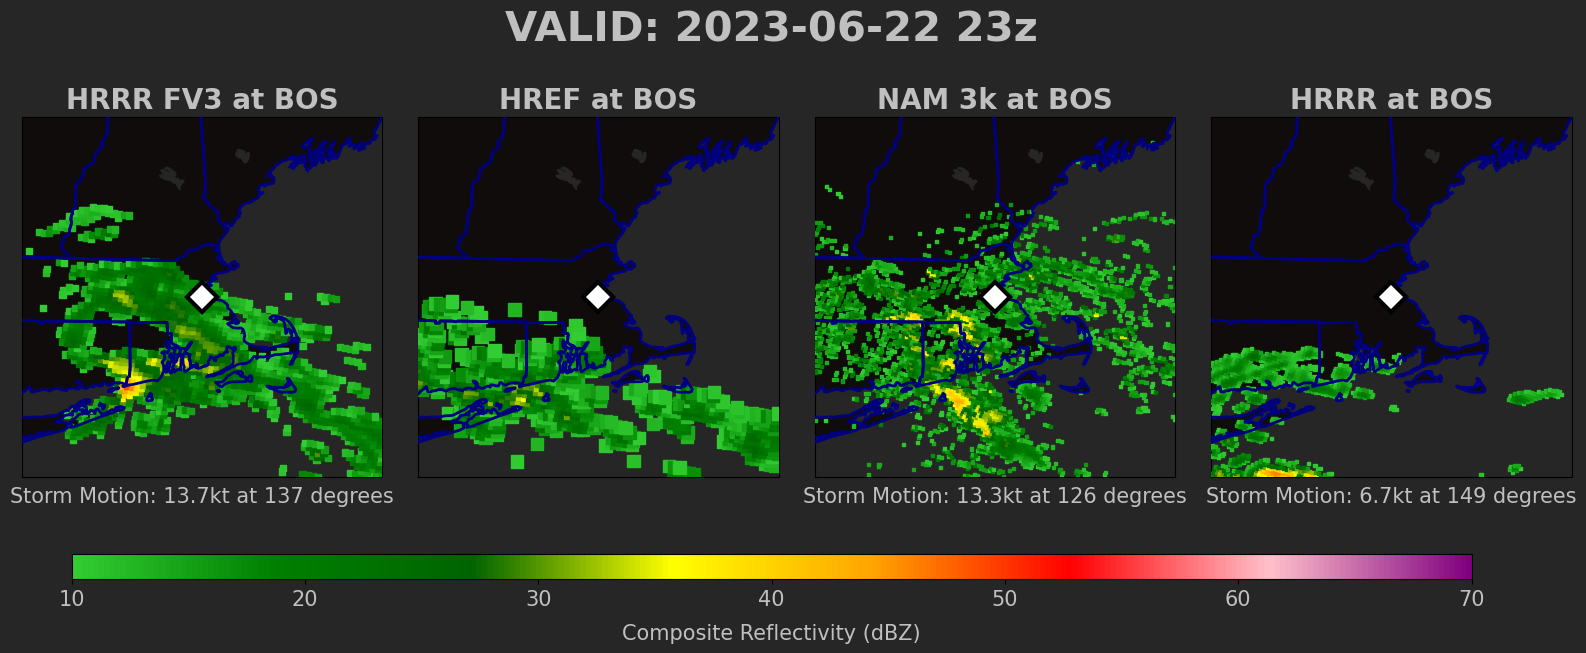 VALID: 2023-06-22 23z
HRRR FV3 at BOS
HREF at BOS
NAM 3k at BOS
HRRR at BOS
Storm Motion: 13.7kt at 137 degrees
Storm Motion: 13.3kt at 126 degrees
Storm Motion: 6.7kt at 149 degrees
10 20 30 40 50 60 70
Composite Reflectivity (dBZ)